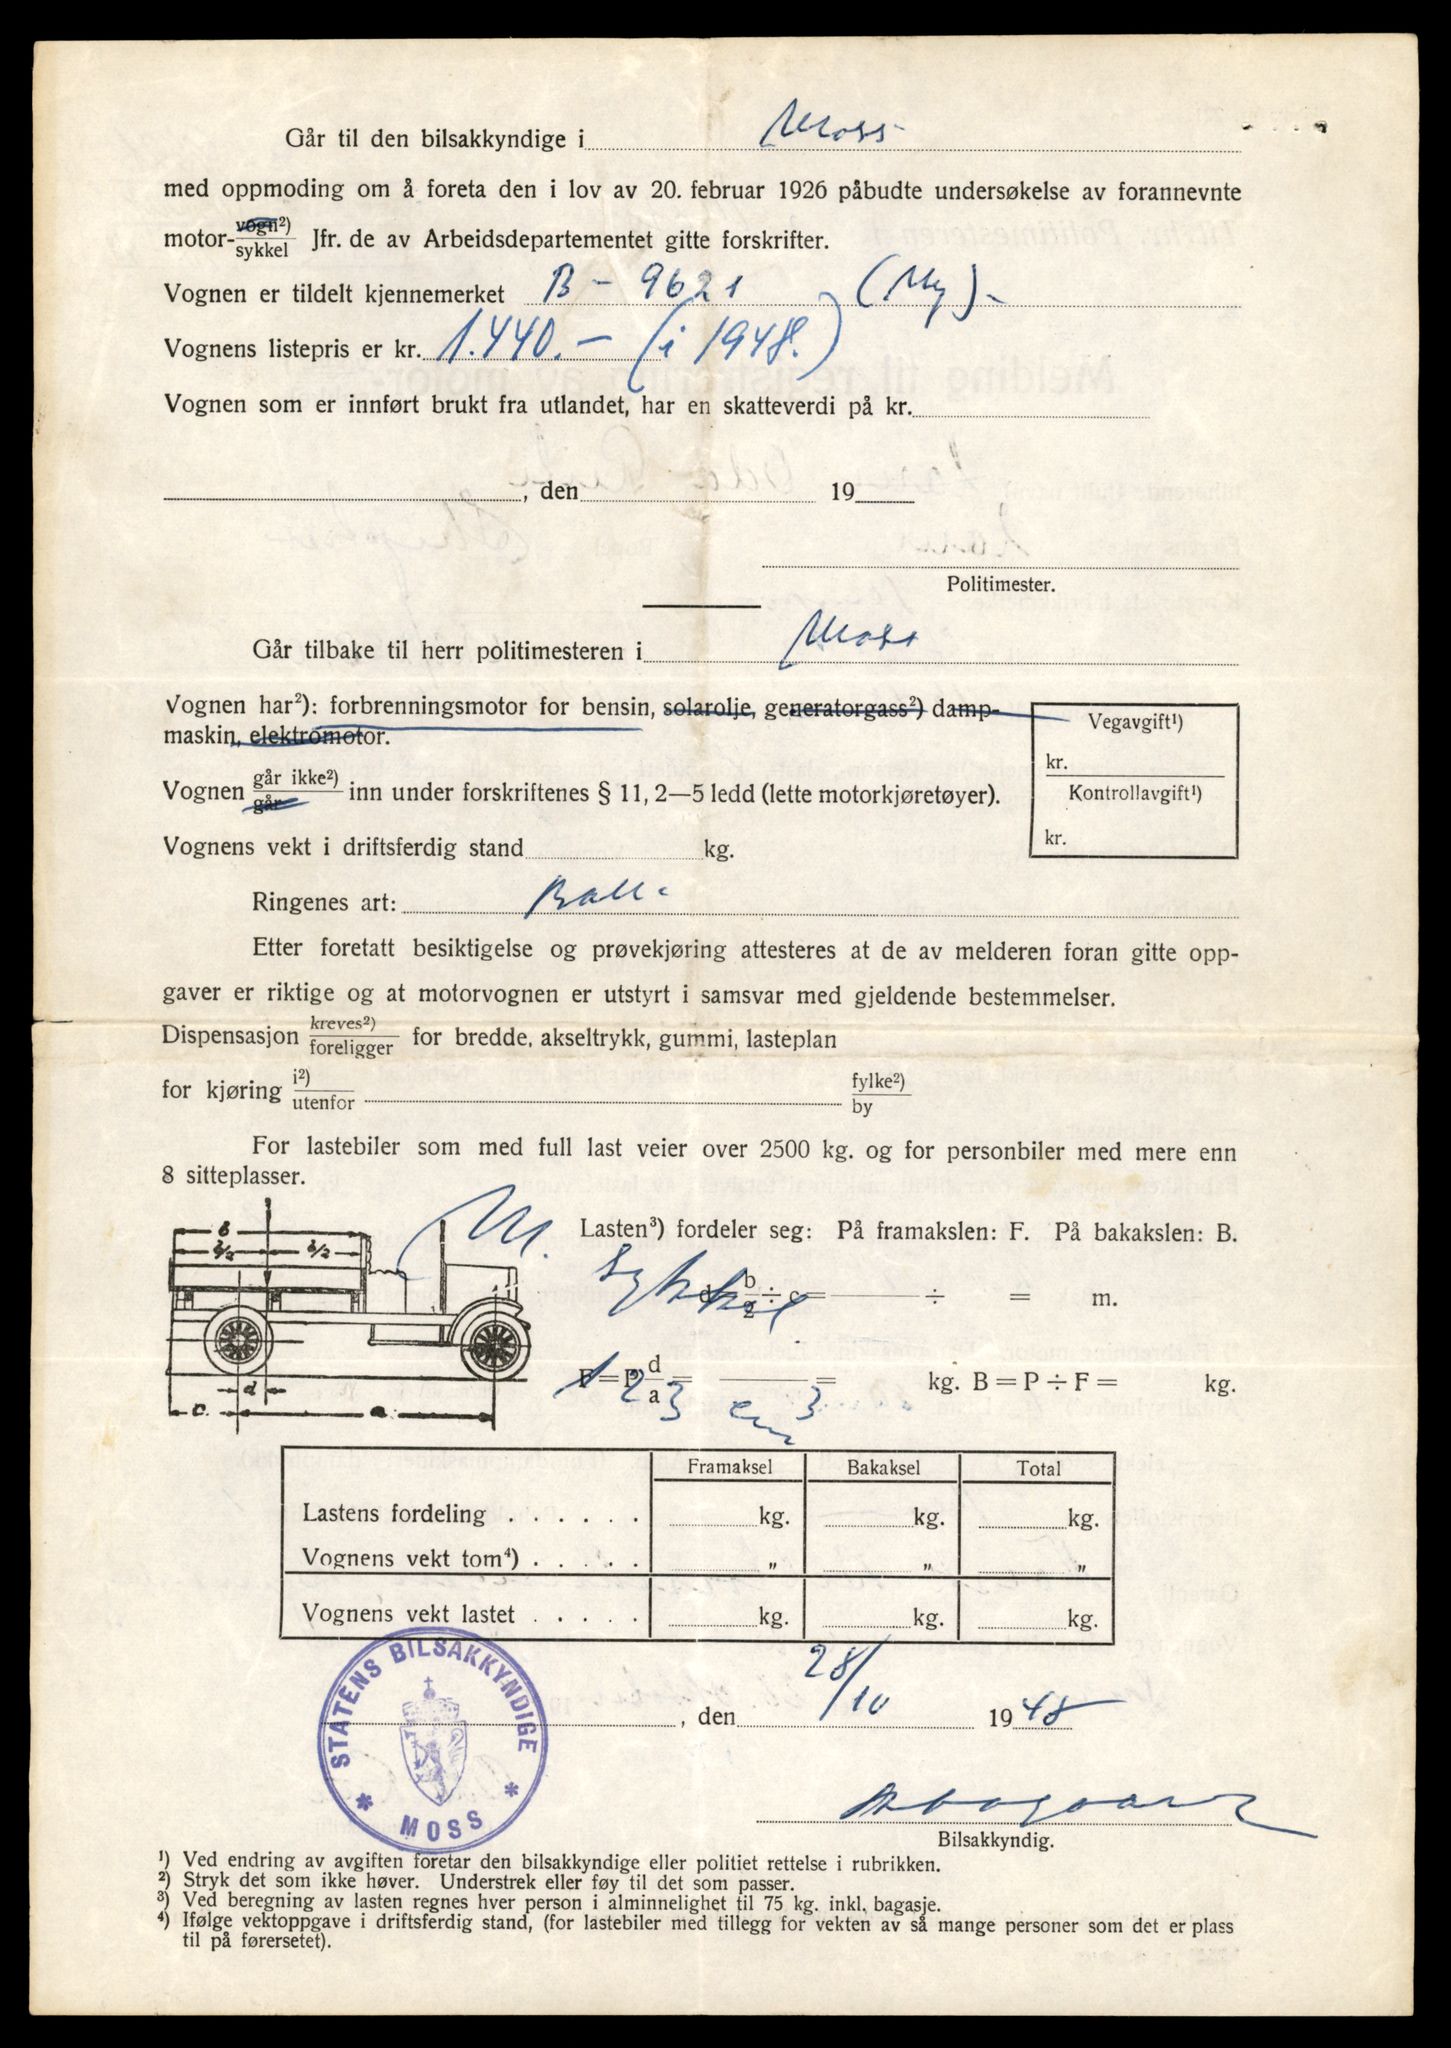 Går til den bilsakkyndige i Moss
med oppmoding om å foreta den i lov av 20. februar 1926 påbudte undersøkelse av forannevnte
motor-vogn²)/sykkel Jfr. de av Arbeidsdepartementet gitte forskrifter.
Vognen er tildelt kjennemerket B - 9621 (Ny) -
Vognens listepris er kr. 1.440.- (i 1948.)
Vognen som er innført brukt fra utlandet, har en skatteverdi på kr.
, den 19
Politimester.
Går tilbake til herr politimesteren i Moss
Vognen har²): forbrenningsmotor for bensin, solarolje, generatorgass²) damp-
maskin, elektromotor.
Vegavgift¹)
kr.
Kontrollavgift¹)
kr.
Vognen går ikke²)/går inn under forskriftenes § 11, 2—5 ledd (lette motorkjøretøyer).
Vognens vekt i driftsferdig stand kg.
Ringenes art: Ball.
Etter foretatt besiktigelse og prøvekjøring attesteres at de av melderen foran gitte opp-
gaver er riktige og at motorvognen er utstyrt i samsvar med gjeldende bestemmelser.
Dispensasjon kreves²)/foreligger for bredde, akseltrykk, gummi, lasteplan
for kjøring i²)/utenfor fylke²)/by
For lastebiler som med full last veier over 2500 kg. og for personbiler med mere enn
8 sitteplasser.
b
b/2 b/2
d
c. a
Lasten³) fordeler seg: På framakslen: F. På bakakslen: B.
M.
Sykkel
d b/2 ÷ c = ÷ = m.
F = P d/a = = kg. B = P ÷ F = kg.
123 cm3
Framaksel Bakaksel Total
Lastens fordeling . . . . . . kg. kg. kg.
Vognens vekt tom⁴) . . . . . „ „ „
Vognens vekt lastet . . . . . kg. kg. kg.
STATENS BILSAKKYNDIGE
* MOSS *
, den 28/10 1948
Bilsakkyndig.
¹) Ved endring av avgiften foretar den bilsakkyndige eller politiet rettelse i rubrikken.
²) Stryk det som ikke høver. Understrek eller føy til det som passer.
³) Ved beregning av lasten regnes hver person i alminnelighet til 75 kg. inkl. bagasje.
⁴) Ifølge vektoppgave i driftsferdig stand, (for lastebiler med tillegg for vekten av så mange personer som det er plass
til på førersetet).